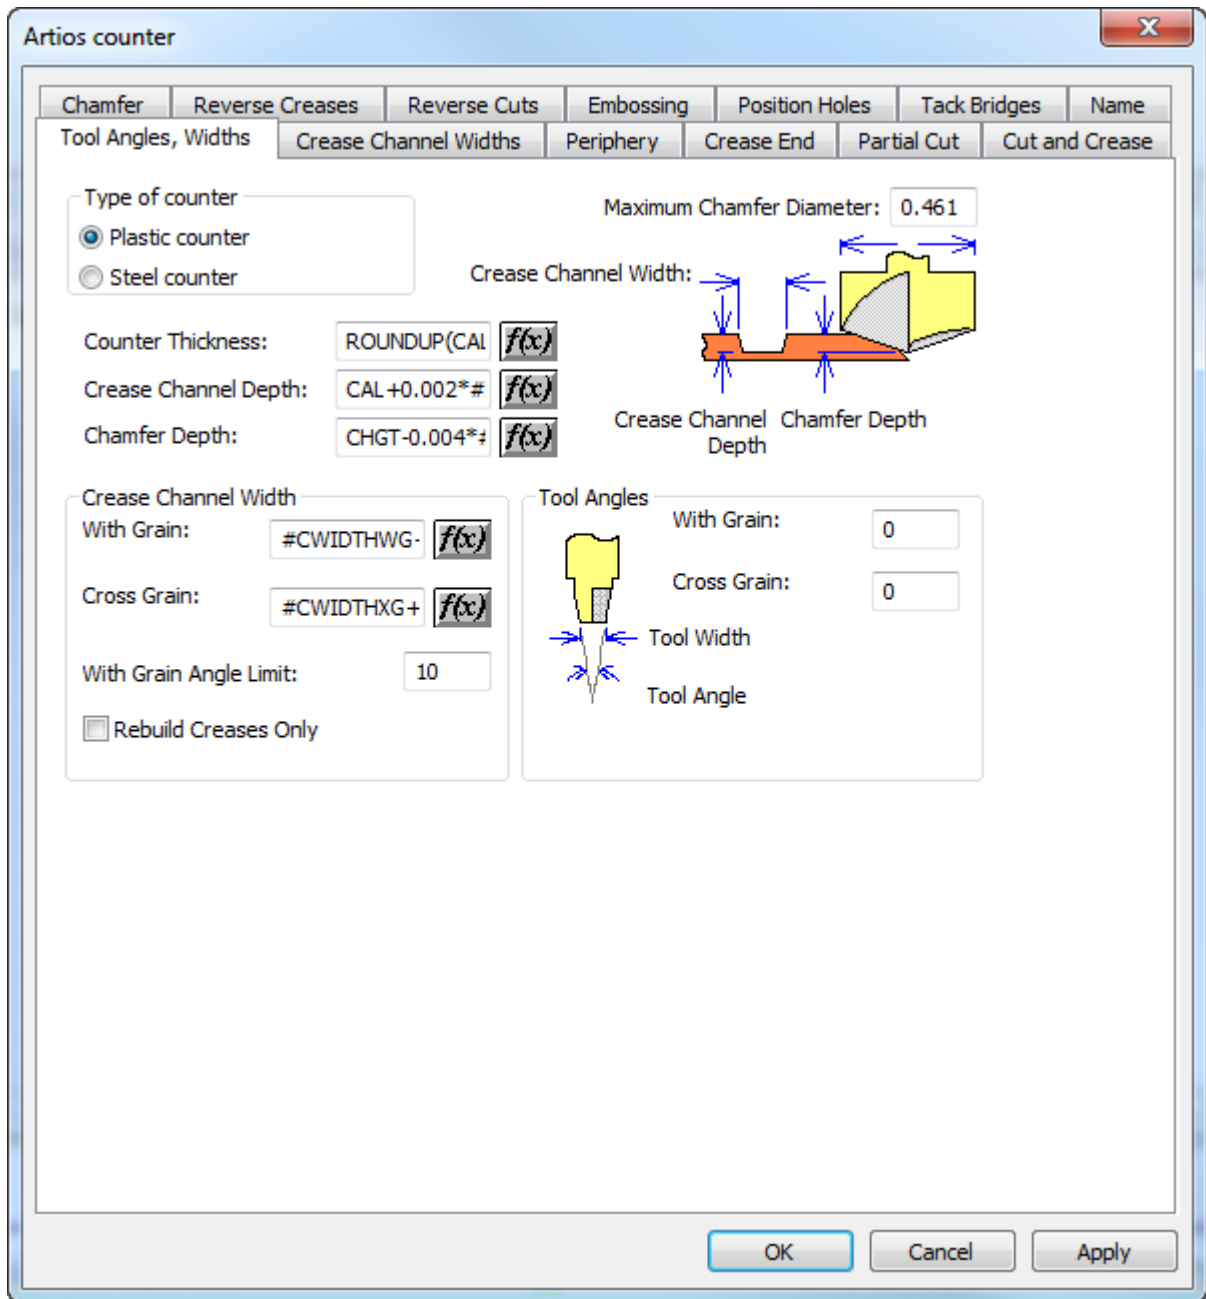 Artios counter
Chamfer Reverse Creases Reverse Cuts Embossing Position Holes Tack Bridges Name
Tool Angles, Widths Crease Channel Widths Periphery Crease End Partial Cut Cut and Crease
Type of counter
Plastic counter
Steel counter
Maximum Chamfer Diameter: 0.461
Crease Channel Width:
Counter Thickness: ROUNDUP(CAL f(x)
Crease Channel Depth: CAL+0.002*# f(x)
Chamfer Depth: CHGT-0.004*# f(x)
Crease Channel Depth
Chamfer Depth
Crease Channel Width
With Grain: #CWIDTHWG- f(x)
Cross Grain: #CWIDTHXG+ f(x)
With Grain Angle Limit: 10
Rebuild Creases Only
Tool Angles
With Grain: 0
Cross Grain: 0
Tool Width
Tool Angle
OK Cancel Apply